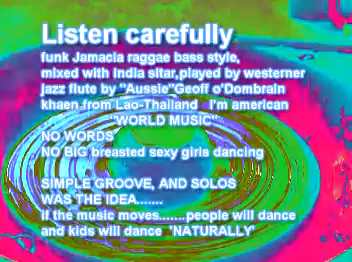 Listen carefully
funk Jamacia raggae bass style,
mixed with india sitar,played by westerner
jazz flute by "Aussie"Geoff o'Dombrain
khaen from Lao-Thailand I'm american
"WORLD MUSIC"
NO WORDS
NO BIG breasted sexy girls dancing
SIMPLE GROOVE, AND SOLOS
WAS THE IDEA.......
if the music moves.......people will dance
and kids will dance 'NATURALLY'